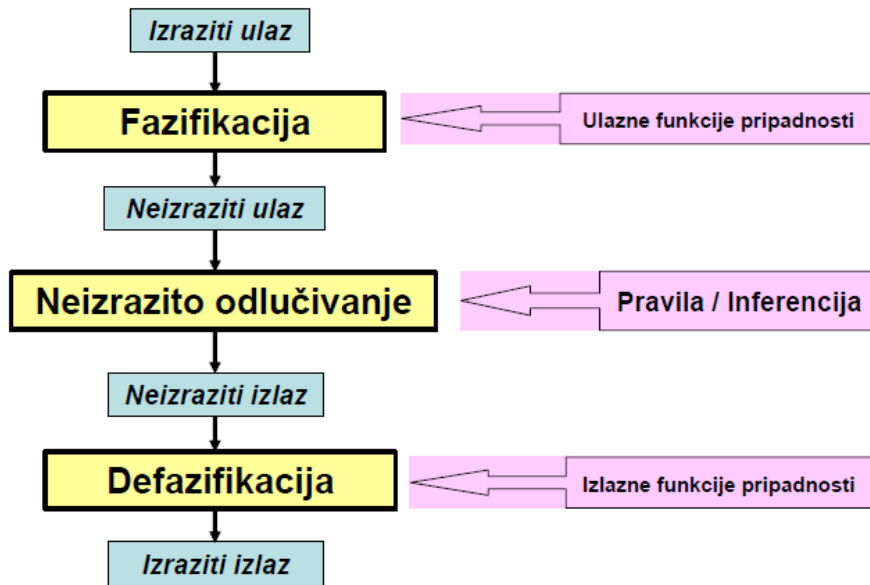 Izraziti ulaz
Fazifikacija
Ulazne funkcije pripadnosti
Neizraziti ulaz
Neizrazito odlučivanje
Pravila / Inferencija
Neizraziti izlaz
Defazifikacija
Izlazne funkcije pripadnosti
Izraziti izlaz